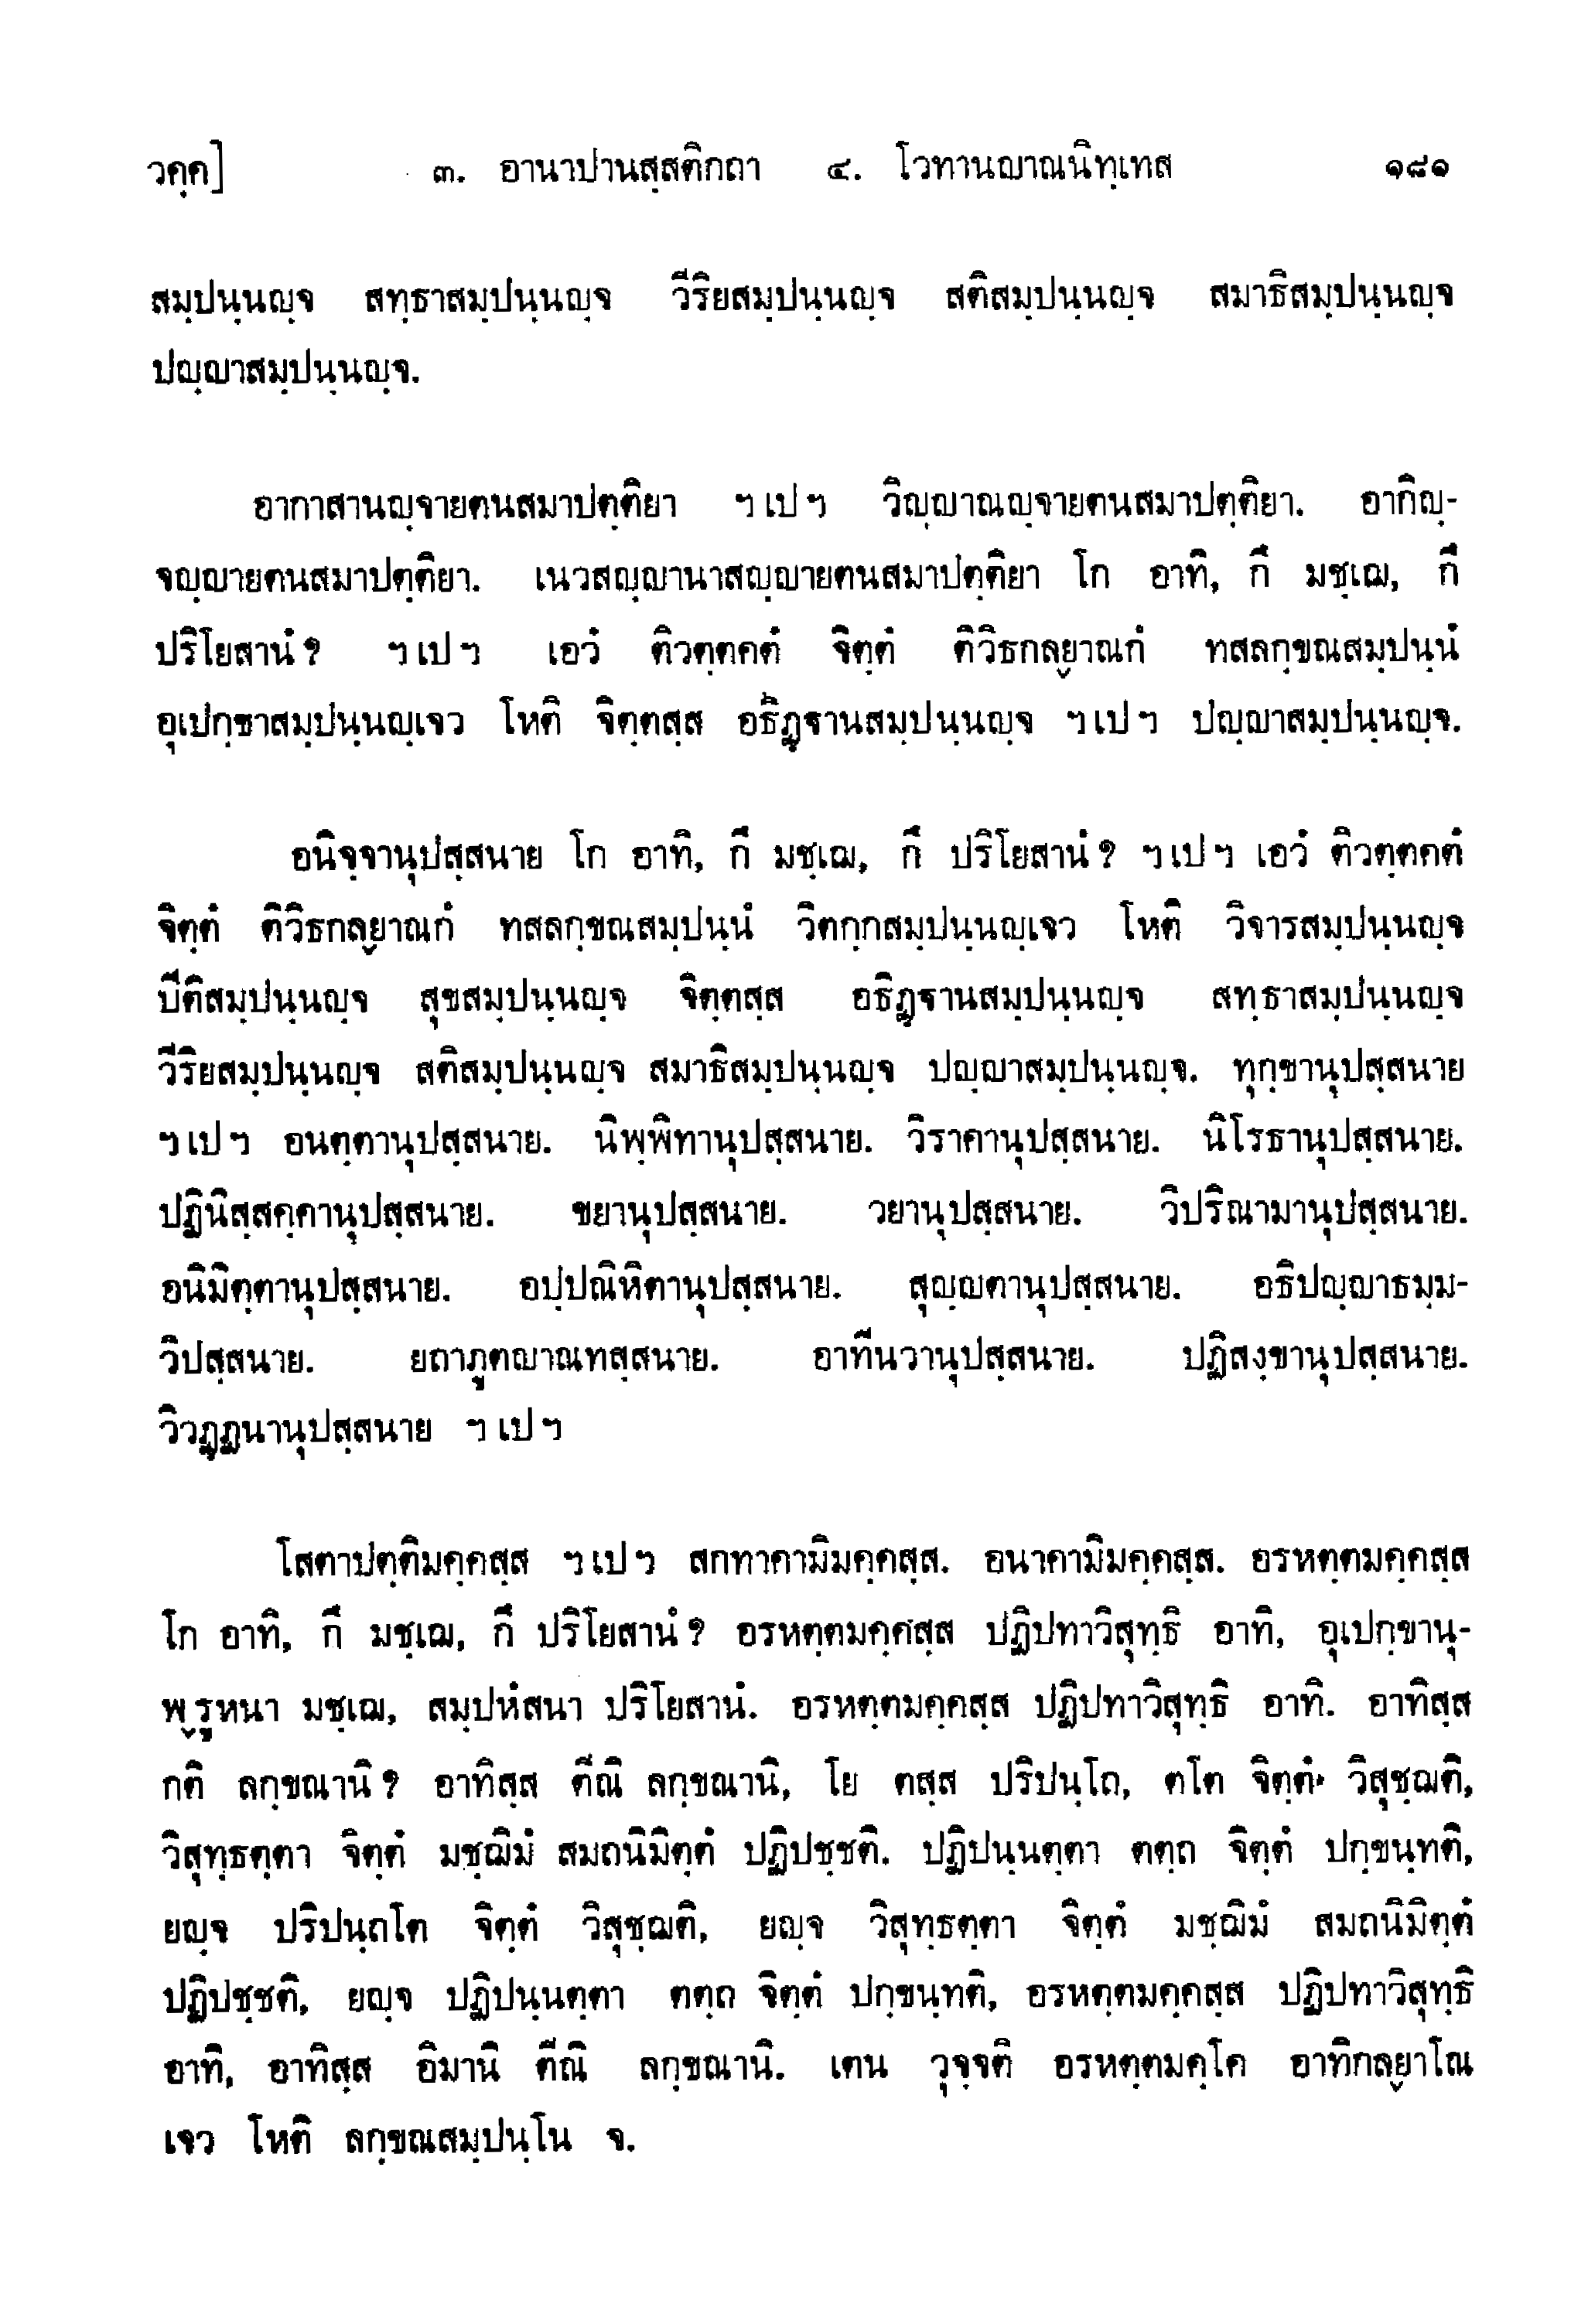 วคฺค] ๓. อานาปานสฺสติกถา ๔. โวทานญาณนิทฺเทส ๑๘๑
สมฺปนฺนญฺจ สทฺธาสมฺปนฺนญฺจ วีริยสมฺปนฺนญฺจ สติสมฺปนฺนญฺจ สมาธิสมฺปนฺนญฺจ
ปญฺญาสมฺปนฺนญฺจ.
อากาสานญฺจายตนสมาปตฺติยา ฯ เป ฯ วิญฺญาณญฺจายตนสมาปตฺติยา. อากิญฺ-
จญฺญายตนสมาปตฺติยา. เนวสญฺญานาสญฺญายตนสมาปตฺติยา โก อาทิ, กึ มชฺเฌ, กึ
ปริโยสานํ? ฯ เป ฯ เอวํ ติวตฺตคตํ จิตฺตํ ติวิธกลฺยาณกํ ทสลกฺขณสมฺปนฺนํ
อุเปกฺขาสมฺปนฺนญฺเจว โหติ จิตฺตสฺส อธิฏฺฐานสมฺปนฺนญฺจ ฯ เป ฯ ปญฺญาสมฺปนฺนญฺจ.
อนิจฺจานุปสฺสนาย โก อาทิ, กึ มชฺเฌ, กึ ปริโยสานํ? ฯ เป ฯ เอวํ ติวตฺตคตํ
จิตฺตํ ติวิธกลฺยาณกํ ทสลกฺขณสมฺปนฺนํ วิตกฺกสมฺปนฺนญฺเจว โหติ วิจารสมฺปนฺนญฺจ
ปีติสมฺปนฺนญฺจ สุขสมฺปนฺนญฺจ จิตฺตสฺส อธิฏฺฐานสมฺปนฺนญฺจ สทฺธาสมฺปนฺนญฺจ
วีริยสมฺปนฺนญฺจ สติสมฺปนฺนญฺจ สมาธิสมฺปนฺนญฺจ ปญฺญาสมฺปนฺนญฺจ. ทุกฺขานุปสฺสนาย
ฯ เป ฯ อนตฺตานุปสฺสนาย. นิพฺพิทานุปสฺสนาย. วิราคานุปสฺสนาย. นิโรธานุปสฺสนาย.
ปฏินิสฺสคฺคานุปสฺสนาย. ขยานุปสฺสนาย. วยานุปสฺสนาย. วิปริณามานุปสฺสนาย.
อนิมิตฺตานุปสฺสนาย. อปฺปณิหิตานุปสฺสนาย. สุญฺญตานุปสฺสนาย. อธิปญฺญาธมฺม-
วิปสฺสนาย. ยถาภูตญาณทสฺสนาย. อาทีนวานุปสฺสนาย. ปฏิสงฺขานุปสฺสนาย.
วิวฏฺฏนานุปสฺสนาย ฯ เป ฯ
โสตาปตฺติมคฺคสฺส ฯ เป ฯ สกทาคามิมคฺคสฺส. อนาคามิมคฺคสฺส. อรหตฺตมคฺคสฺส
โก อาทิ, กึ มชฺเฌ, กึ ปริโยสานํ? อรหตฺตมคฺคสฺส ปฏิปทาวิสุทฺธิ อาทิ, อุเปกฺขานุ-
พฺรูหนา มชฺเฌ, สมฺปหํสนา ปริโยสานํ. อรหตฺตมคฺคสฺส ปฏิปทาวิสุทฺธิ อาทิ. อาทิสฺส
กติ ลกฺขณานิ? อาทิสฺส ตีณิ ลกฺขณานิ, โย ตสฺส ปริปนฺโถ, ตโต จิตฺตํ วิสุชฺฌติ,
วิสุทฺธตฺตา จิตฺตํ มชฺฌิมํ สมถนิมิตฺตํ ปฏิปชฺชติ. ปฏิปนฺนตฺตา ตตฺถ จิตฺตํ ปกฺขนฺทติ,
ยญฺจ ปริปนฺถโต จิตฺตํ วิสุชฺฌติ, ยญฺจ วิสุทฺธตฺตา จิตฺตํ มชฺฌิมํ สมถนิมิตฺตํ
ปฏิปชฺชติ, ยญฺจ ปฏิปนฺนตฺตา ตตฺถ จิตฺตํ ปกฺขนฺทติ, อรหตฺตมคฺคสฺส ปฏิปทาวิสุทฺธิ
อาทิ, อาทิสฺส อิมานิ ตีณิ ลกฺขณานิ. เตน วุจฺจติ อรหตฺตมคฺโค อาทิกลฺยาโณ
เจว โหติ ลกฺขณสมฺปนฺโน จ.